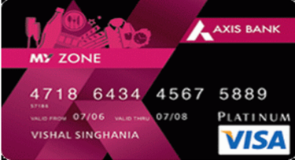 AXIS BANK
MY ZONE
4718 6434 4567 5889
VALID FROM 07/06 VALID THRU 07/08
PLATINUM
VISHAL SINGHANIA
VISA